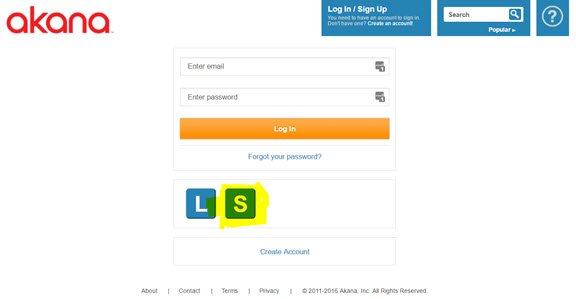 akana
Log In / Sign Up
You need to have an account to sign in.
Don't have one? Create an account!
Search
Popular ▸
?
Enter email
Enter password
Log In
Forgot your password?
L S
Create Account
About | Contact | Terms | Privacy | © 2011-2016 Akana, Inc. All Rights Reserved.